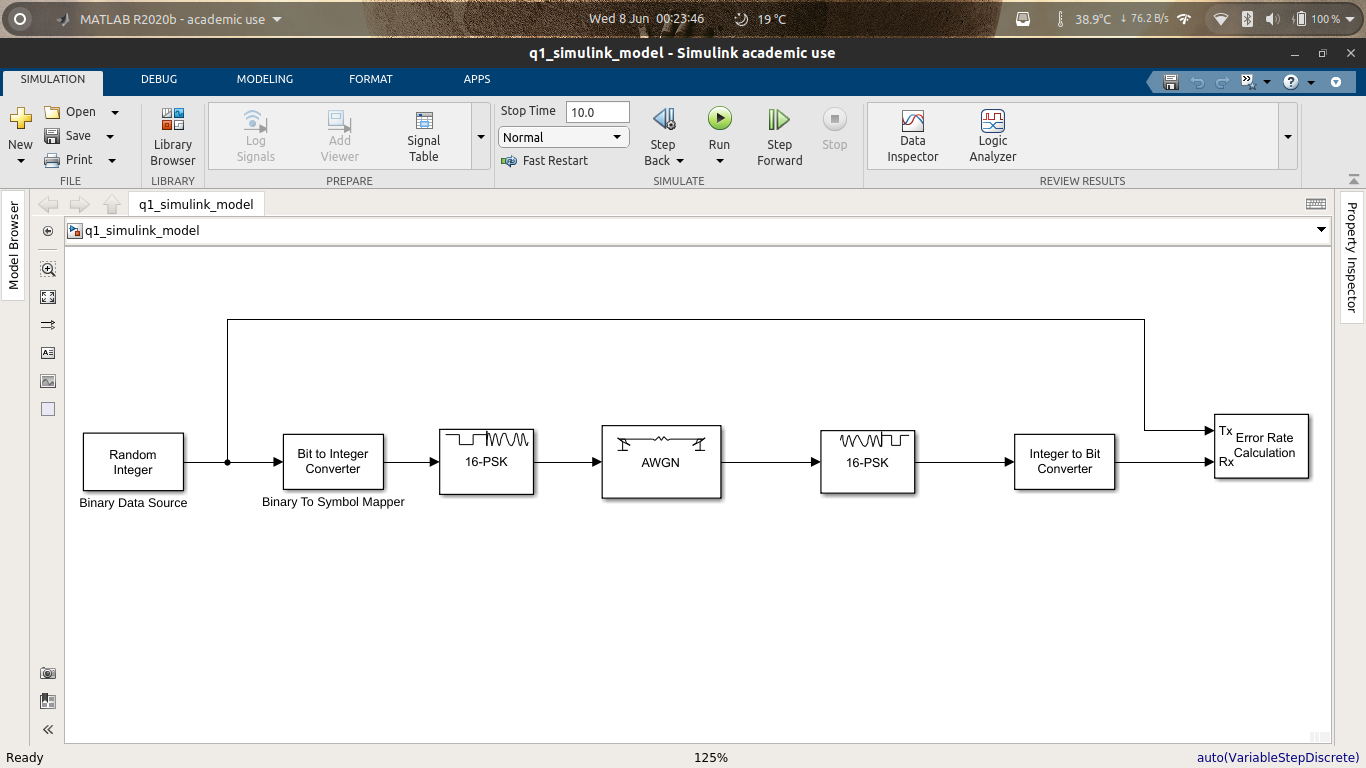 MATLAB R2020b - academic use
Wed 8 Jun 00:23:46
19 °C
38.9°C
↓ 76.2 B/s
100 %
q1_simulink_model - Simulink academic use
SIMULATION
DEBUG
MODELING
FORMAT
APPS
New
Open
Save
Print
FILE
Library
Browser
LIBRARY
Log
Signals
Add
Viewer
Signal
Table
PREPARE
Stop Time
10.0
Normal
Fast Restart
Step
Back
Run
Step
Forward
Stop
SIMULATE
Data
Inspector
Logic
Analyzer
REVIEW RESULTS
Model Browser
q1_simulink_model
q1_simulink_model
Property Inspector
Random
Integer
Binary Data Source
Bit to Integer
Converter
Binary To Symbol Mapper
16-PSK
AWGN
16-PSK
Integer to Bit
Converter
Tx
Rx
Error Rate
Calculation
Ready
125%
auto(VariableStepDiscrete)